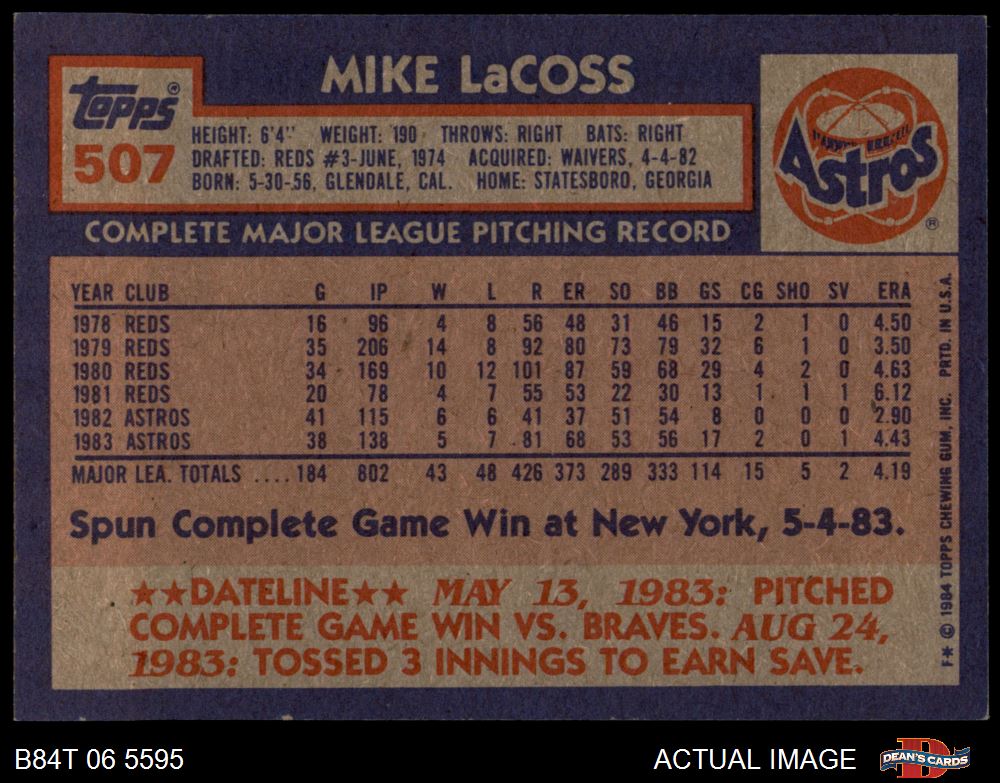 MIKE LaCOSS
Topps®
507
HEIGHT: 6'4" WEIGHT: 190 THROWS: RIGHT BATS: RIGHT
DRAFTED: REDS #3-JUNE, 1974 ACQUIRED: WAIVERS, 4-4-82
BORN: 5-30-56, GLENDALE, CAL. HOME: STATESBORO, GEORGIA
Astros
®
COMPLETE MAJOR LEAGUE PITCHING RECORD
YEAR CLUB G IP W L R ER SO BB GS CG SHO SV ERA
1978 REDS 16 96 4 8 56 48 31 46 15 2 1 0 4.50
1979 REDS 35 206 14 8 92 80 73 79 32 6 1 0 3.50
1980 REDS 34 169 10 12 101 87 59 68 29 4 2 0 4.63
1981 REDS 20 78 4 7 55 53 22 30 13 1 1 1 6.12
1982 ASTROS 41 115 6 6 41 37 51 54 8 0 0 0 2.90
1983 ASTROS 38 138 5 7 81 68 53 56 17 2 0 1 4.43
MAJOR LEA. TOTALS .... 184 802 43 48 426 373 289 333 114 15 5 2 4.19
Spun Complete Game Win at New York, 5-4-83.
★★DATELINE★★ MAY 13, 1983: PITCHED
COMPLETE GAME WIN VS. BRAVES. AUG 24,
1983: TOSSED 3 INNINGS TO EARN SAVE.
F* © 1984 TOPPS CHEWING GUM, INC. PRTD. IN U.S.A.
B84T 06 5595
ACTUAL IMAGE
DEAN'S CARDS